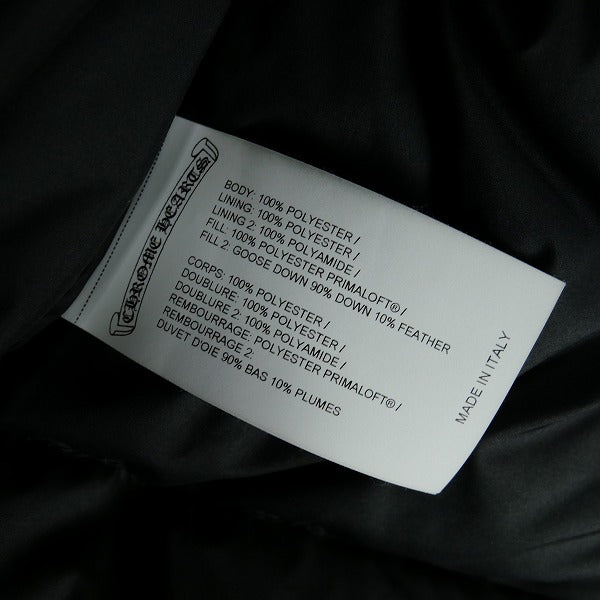 CHROME HEARTS
BODY: 100% POLYESTER /
LINING: 100% POLYESTER /
LINING 2: 100% POLYAMIDE /
FILL: 100% POLYESTER PRIMALOFT® /
FILL 2: GOOSE DOWN 90% DOWN 10% FEATHER
CORPS: 100% POLYESTER /
DOUBLURE: 100% POLYESTER /
DOUBLURE 2: 100% POLYAMIDE /
REMBOURRAGE: POLYESTER PRIMALOFT® /
REMBOURRAGE 2:
DUVET D'OIE 90% BAS 10% PLUMES
MADE IN ITALY